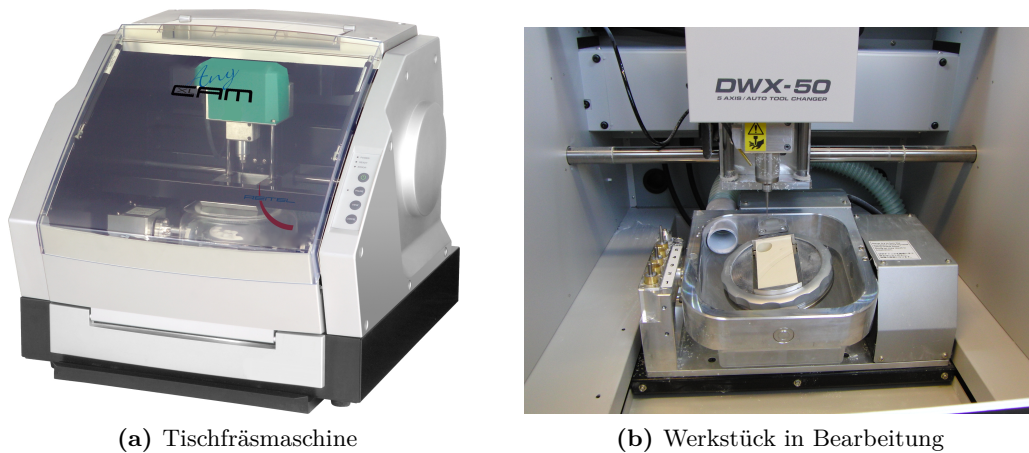 Any
CAM
DWX-50
5 AXIS / AUTO TOOL CHANGER
(a) Tischfräsmaschine
(b) Werkstück in Bearbeitung